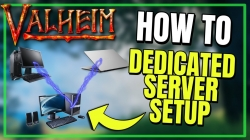 VALHEIM
HOW TO
DEDICATED
SERVER
SETUP